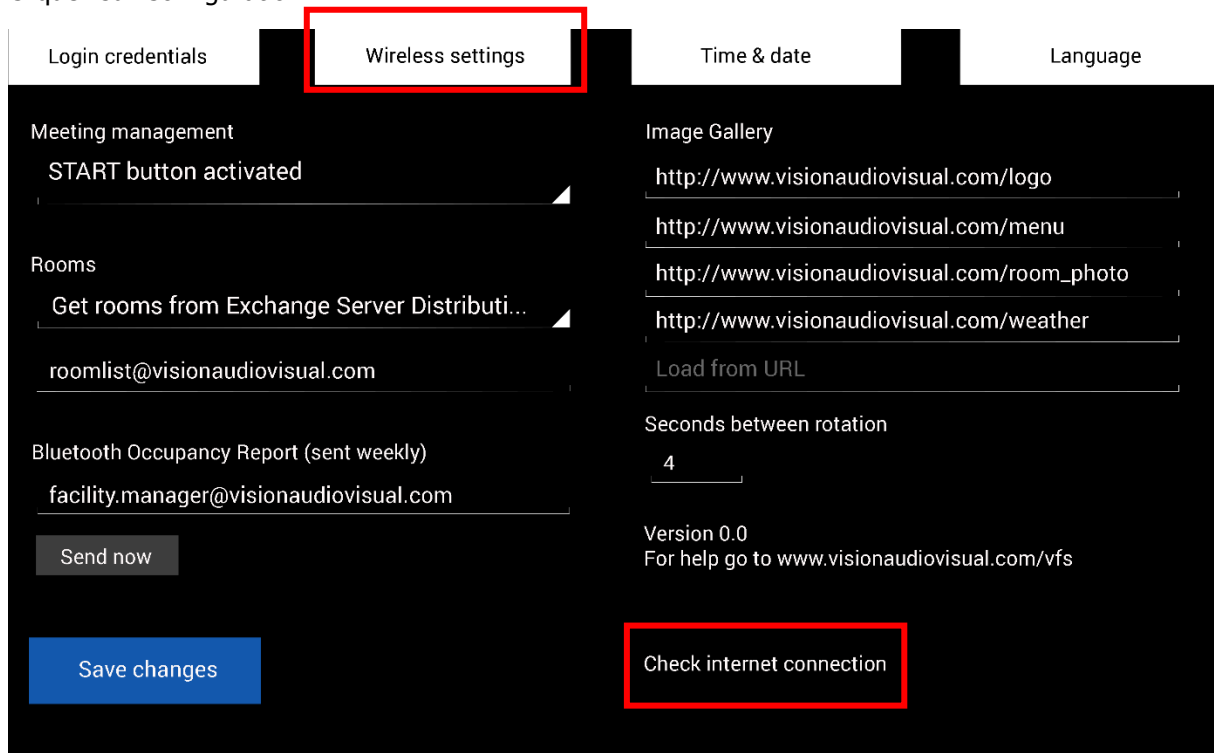 Login credentials
Wireless settings
Time & date
Language
Meeting management
START button activated
Rooms
Get rooms from Exchange Server Distributi...
roomlist@visionaudiovisual.com
Bluetooth Occupancy Report (sent weekly)
facility.manager@visionaudiovisual.com
Send now
Save changes
Image Gallery
http://www.visionaudiovisual.com/logo
http://www.visionaudiovisual.com/menu
http://www.visionaudiovisual.com/room_photo
http://www.visionaudiovisual.com/weather
Load from URL
Seconds between rotation
4
Version 0.0
For help go to www.visionaudiovisual.com/vfs
Check internet connection